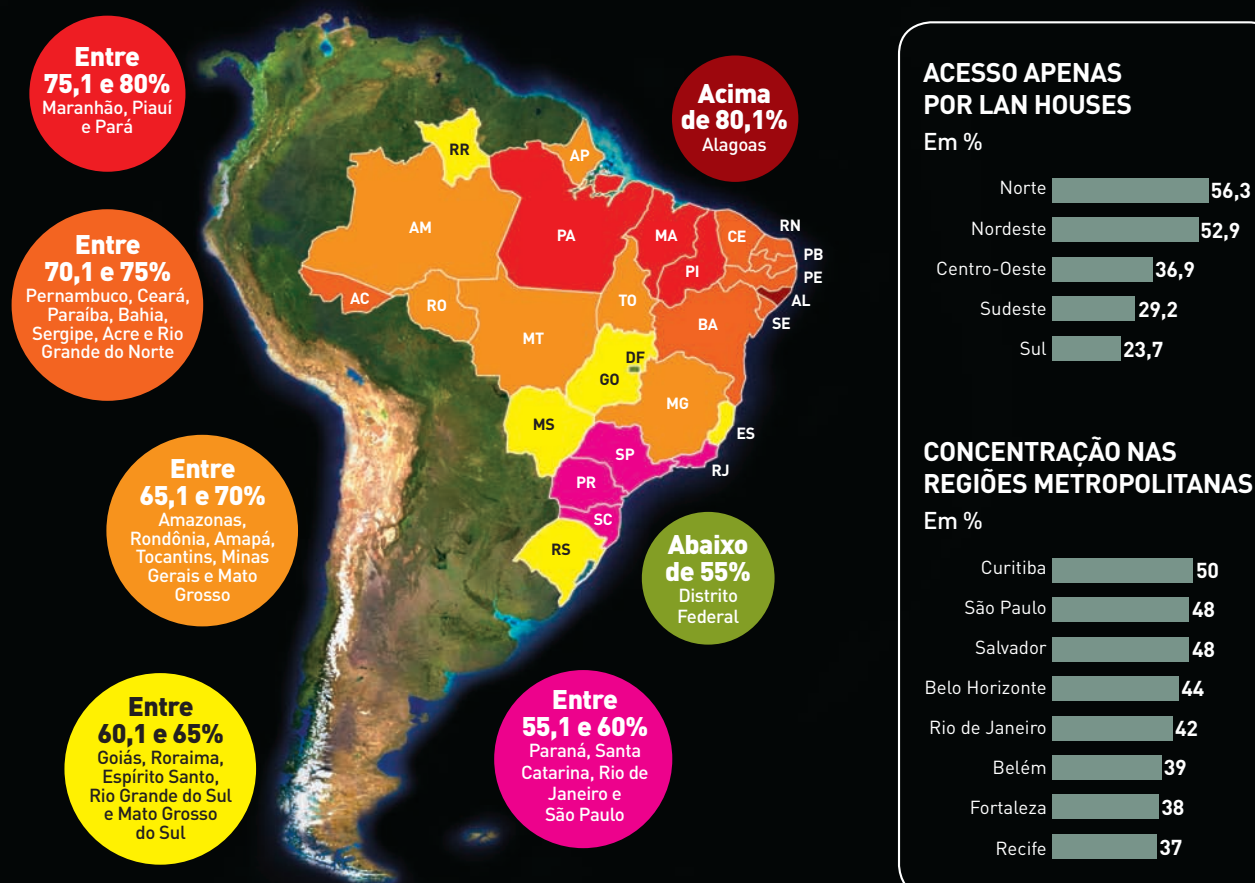 Entre
75,1 e 80%
Maranhão, Piauí
e Pará
Acima
de 80,1%
Alagoas
Entre
70,1 e 75%
Pernambuco, Ceará,
Paraíba, Bahia,
Sergipe, Acre e Rio
Grande do Norte
Entre
65,1 e 70%
Amazonas,
Rondônia, Amapá,
Tocantins, Minas
Gerais e Mato
Grosso
Entre
60,1 e 65%
Goiás, Roraima,
Espírito Santo,
Rio Grande do Sul
e Mato Grosso
do Sul
Entre
55,1 e 60%
Paraná, Santa
Catarina, Rio de
Janeiro e
São Paulo
Abaixo
de 55%
Distrito
Federal
RR
AP
AM
PA
MA
CE
RN
PB
PE
PI
AL
SE
AC
RO
TO
BA
MT
DF
GO
MG
MS
ES
SP
RJ
PR
SC
RS
ACESSO APENAS
POR LAN HOUSES
Em %
Norte 56,3
Nordeste 52,9
Centro-Oeste 36,9
Sudeste 29,2
Sul 23,7
CONCENTRAÇÃO NAS
REGIÕES METROPOLITANAS
Em %
Curitiba 50
São Paulo 48
Salvador 48
Belo Horizonte 44
Rio de Janeiro 42
Belém 39
Fortaleza 38
Recife 37